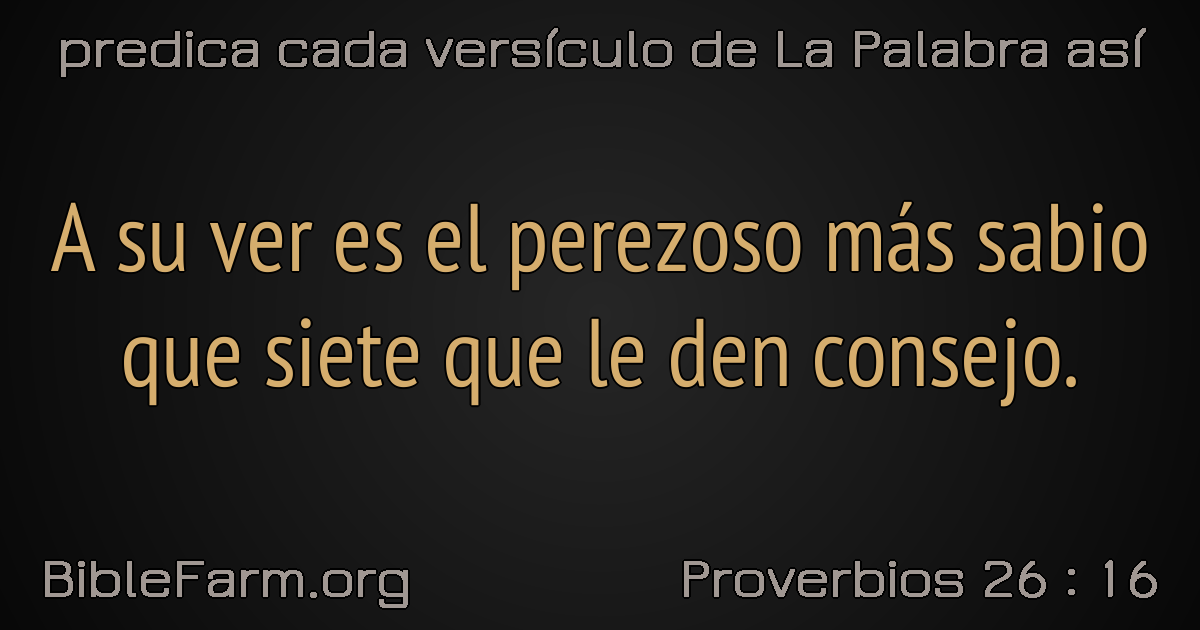 predica cada versículo de La Palabra así
A su ver es el perezoso más sabio
que siete que le den consejo.
BibleFarm.org
Proverbios 26 : 16